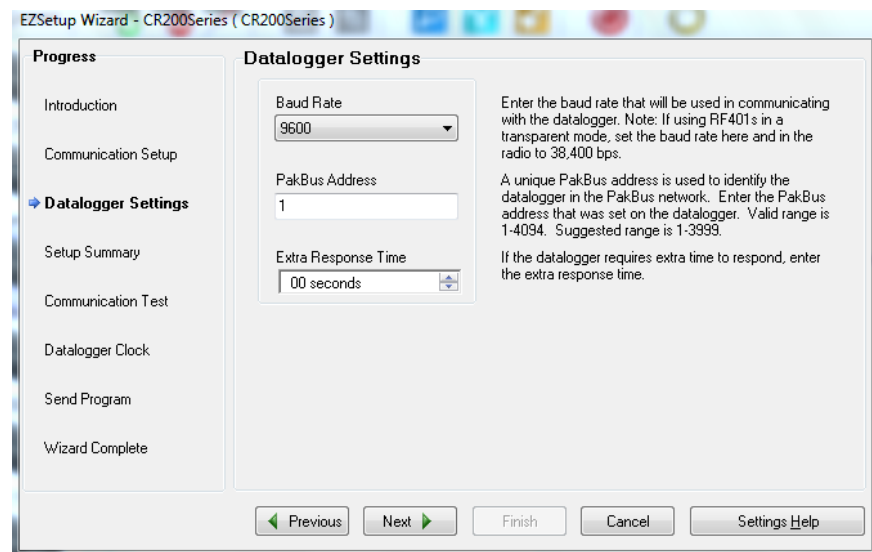 EZSetup Wizard - CR200Series ( CR200Series )
Progress
Introduction
Communication Setup
Datalogger Settings
Setup Summary
Communication Test
Datalogger Clock
Send Program
Wizard Complete
Datalogger Settings
Baud Rate
9600
Enter the baud rate that will be used in communicating
with the datalogger. Note: If using RF401s in a
transparent mode, set the baud rate here and in the
radio to 38,400 bps.
PakBus Address
1
A unique PakBus address is used to identify the
datalogger in the PakBus network. Enter the PakBus
address that was set on the datalogger. Valid range is
1-4094. Suggested range is 1-3999.
Extra Response Time
00 seconds
If the datalogger requires extra time to respond, enter
the extra response time.
Previous Next Finish Cancel Settings Help